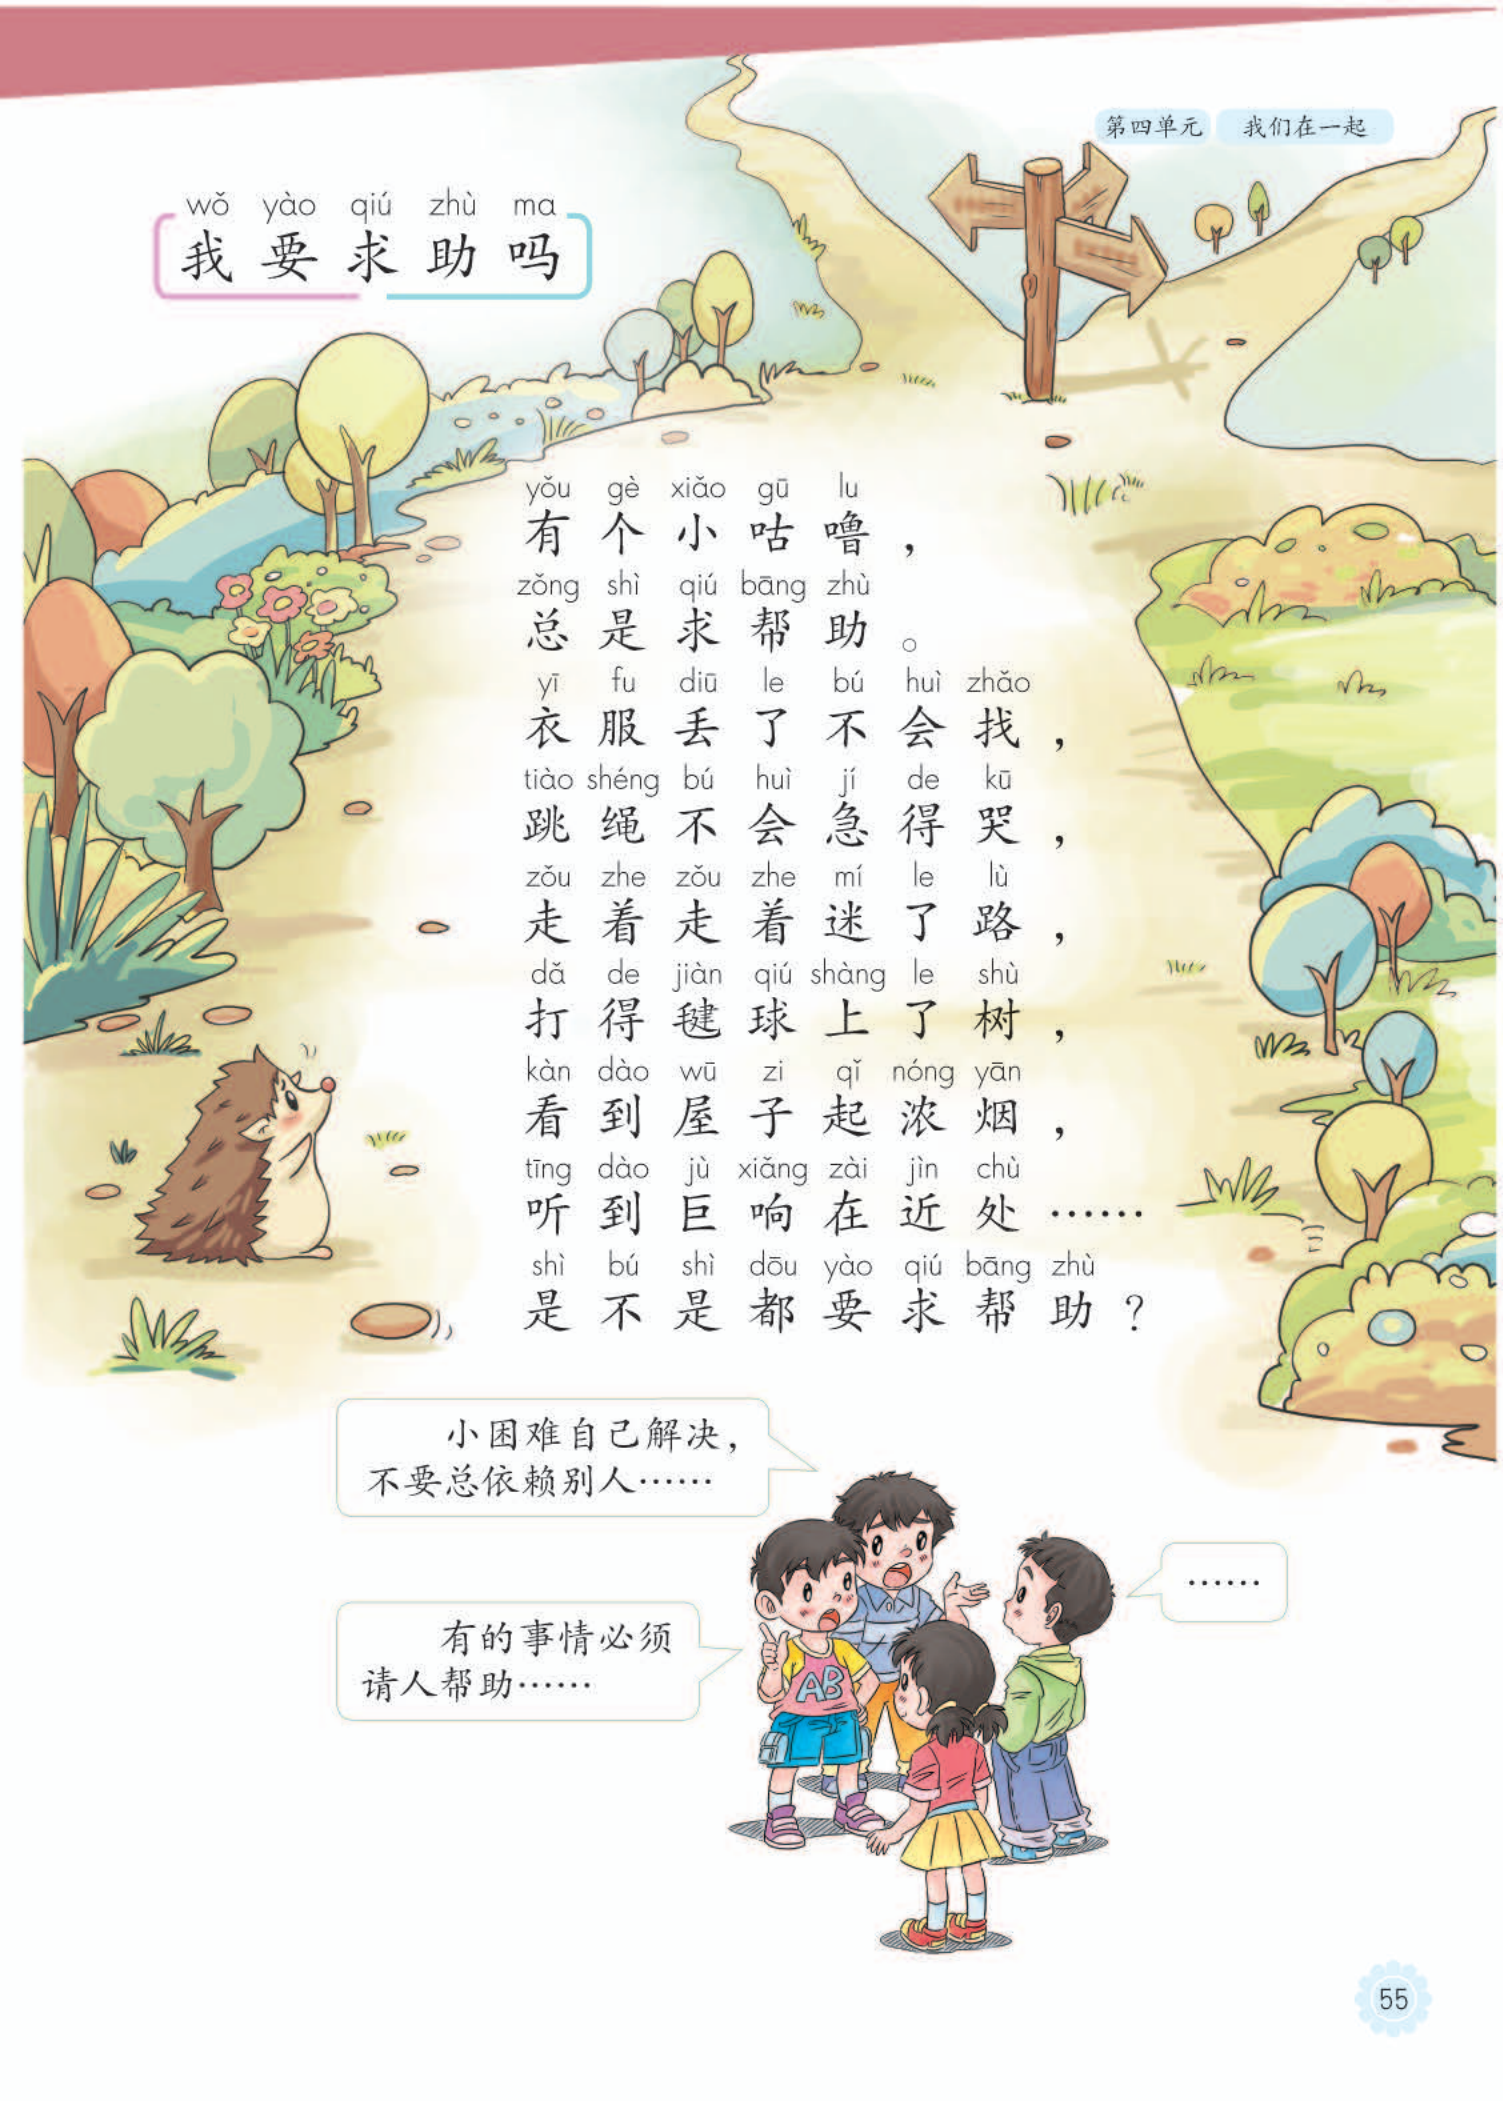 第四单元 我们在一起
wǒ yào qiú zhù ma
我要求助吗
yǒu gè xiǎo gū lu
有个小咕噜，
zǒng shì qiú bāng zhù
总是求帮助。
yī fu diū le bú huì zhǎo
衣服丢了不会找，
tiào shéng bú huì jí de kū
跳绳不会急得哭，
zǒu zhe zǒu zhe mí le lù
走着走着迷了路，
dǎ de jiàn qiú shàng le shù
打得毽球上了树，
kàn dào wū zi qǐ nóng yān
看到屋子起浓烟，
tīng dào jù xiǎng zài jìn chù
听到巨响在近处……
shì bú shì dōu yào qiú bāng zhù
是不是都要求帮助？
小困难自己解决，
不要总依赖别人……
……
有的事情必须
请人帮助……
AB
55